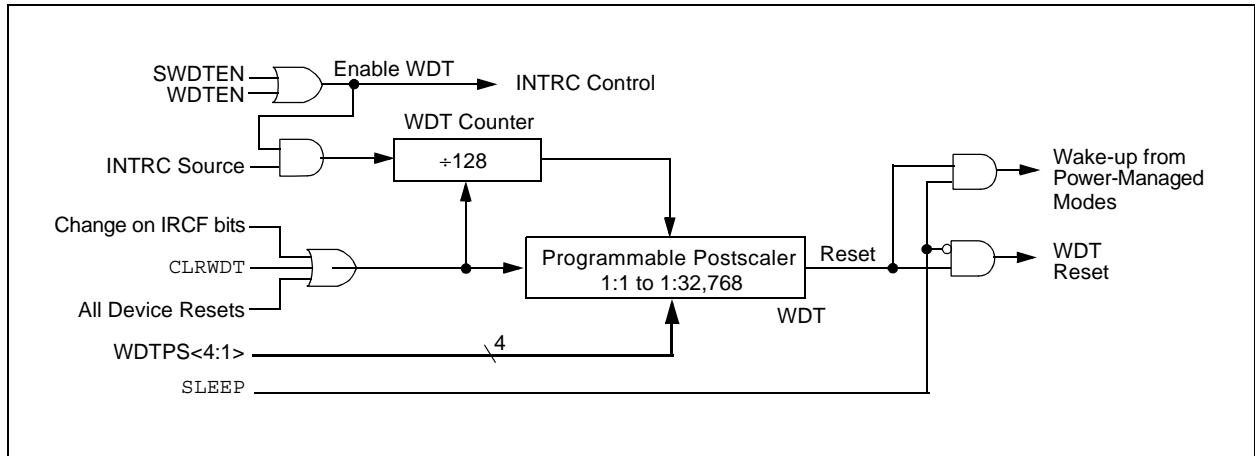 SWDTEN
WDTEN
Enable WDT
INTRC Control
WDT Counter
÷128
INTRC Source
Wake-up from
Power-Managed
Modes
Change on IRCF bits
CLRWDT
All Device Resets
Programmable Postscaler
1:1 to 1:32,768
Reset
WDT
WDT
Reset
WDTPS<4:1>
4
SLEEP